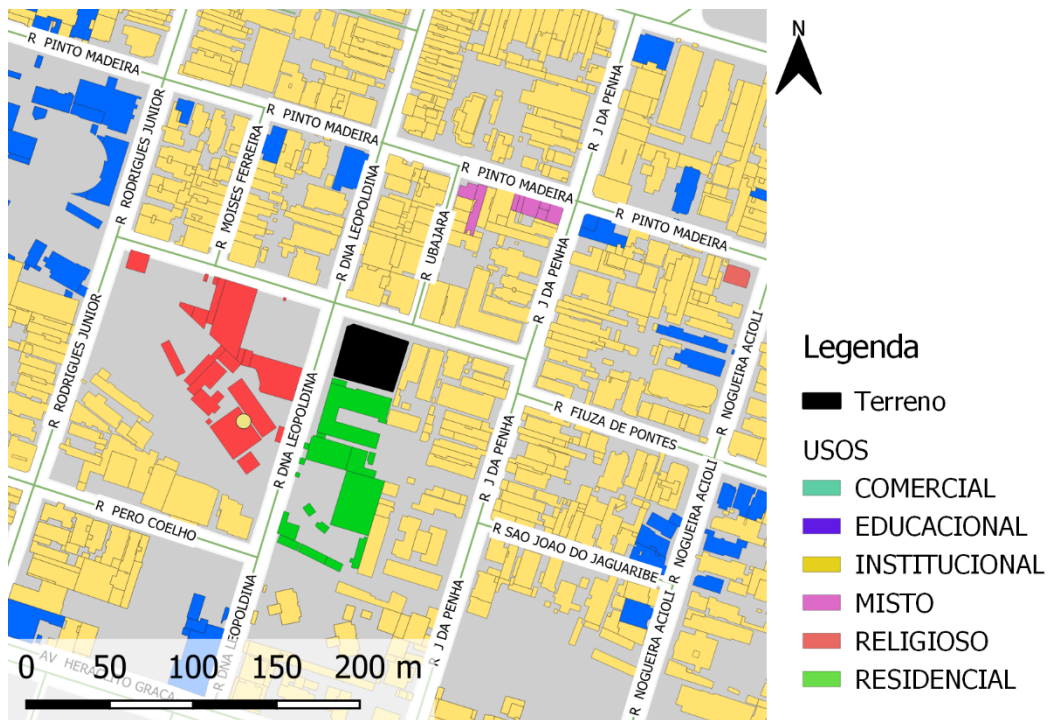 R PINTO MADEIRA
N
R J DA PENHA
R RODRIGUES JUNIOR
R MOISES FERREIRA
R PINTO MADEIRA
R DNA LEOPOLDINA
R UBAJARA
R PINTO MADEIRA
R PINTO MADEIRA
R J DA PENHA
R RODRIGUES JUNIOR
R NOGUEIRA ACIOLI
R DNA LEOPOLDINA
R FIUZA DE PONTES
R J DA PENHA
R PERO COELHO
R SAO JOAO DO JAGUARIBE
R NOGUEIRA ACIOLI
R DNA LEOPOLDINA
R J DA PENHA
R NOGUEIRA ACIOLI
AV HERACLITO GRACA
0 50 100 150 200 m
Legenda
Terreno
USOS
COMERCIAL
EDUCACIONAL
INSTITUCIONAL
MISTO
RELIGIOSO
RESIDENCIAL